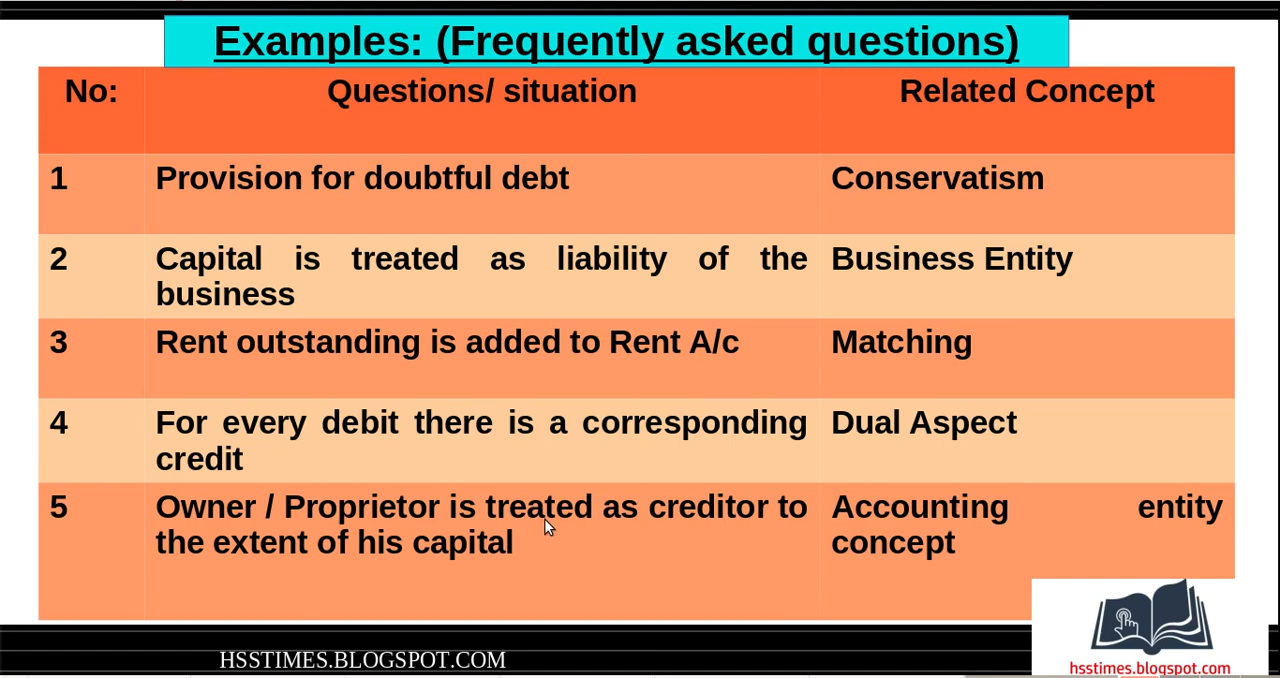 Examples: (Frequently asked questions)
No: Questions/ situation Related Concept
1 Provision for doubtful debt Conservatism
2 Capital is treated as liability of the Business Entity
business
3 Rent outstanding is added to Rent A/c Matching
4 For every debit there is a corresponding Dual Aspect
credit
5 Owner / Proprietor is treated as creditor to Accounting entity
the extent of his capital concept
HSSTIMES.BLOGSPOT.COM
hsstimes.blogspot.com